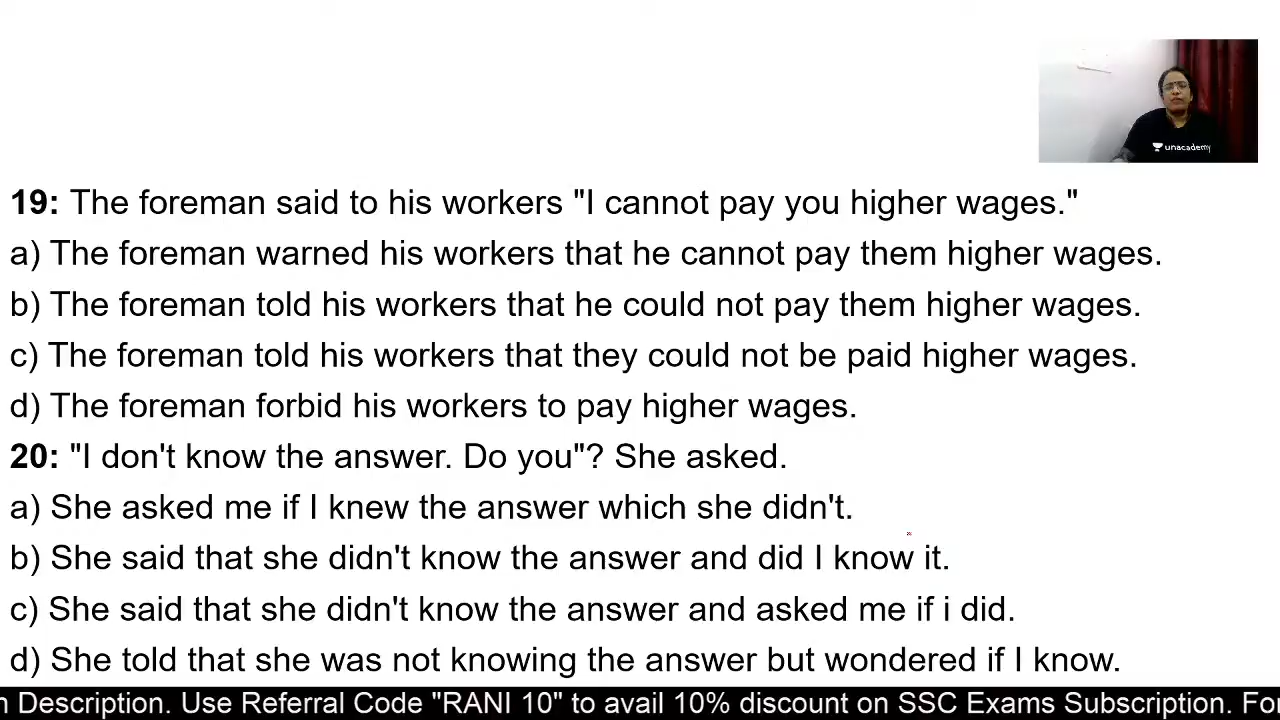 unacademy
19: The foreman said to his workers "I cannot pay you higher wages."
a) The foreman warned his workers that he cannot pay them higher wages.
b) The foreman told his workers that he could not pay them higher wages.
c) The foreman told his workers that they could not be paid higher wages.
d) The foreman forbid his workers to pay higher wages.
20: "I don't know the answer. Do you"? She asked.
a) She asked me if I knew the answer which she didn't.
b) She said that she didn't know the answer and did I know it.
c) She said that she didn't know the answer and asked me if i did.
d) She told that she was not knowing the answer but wondered if I know.
n Description. Use Referral Code "RANI 10" to avail 10% discount on SSC Exams Subscription. Fo